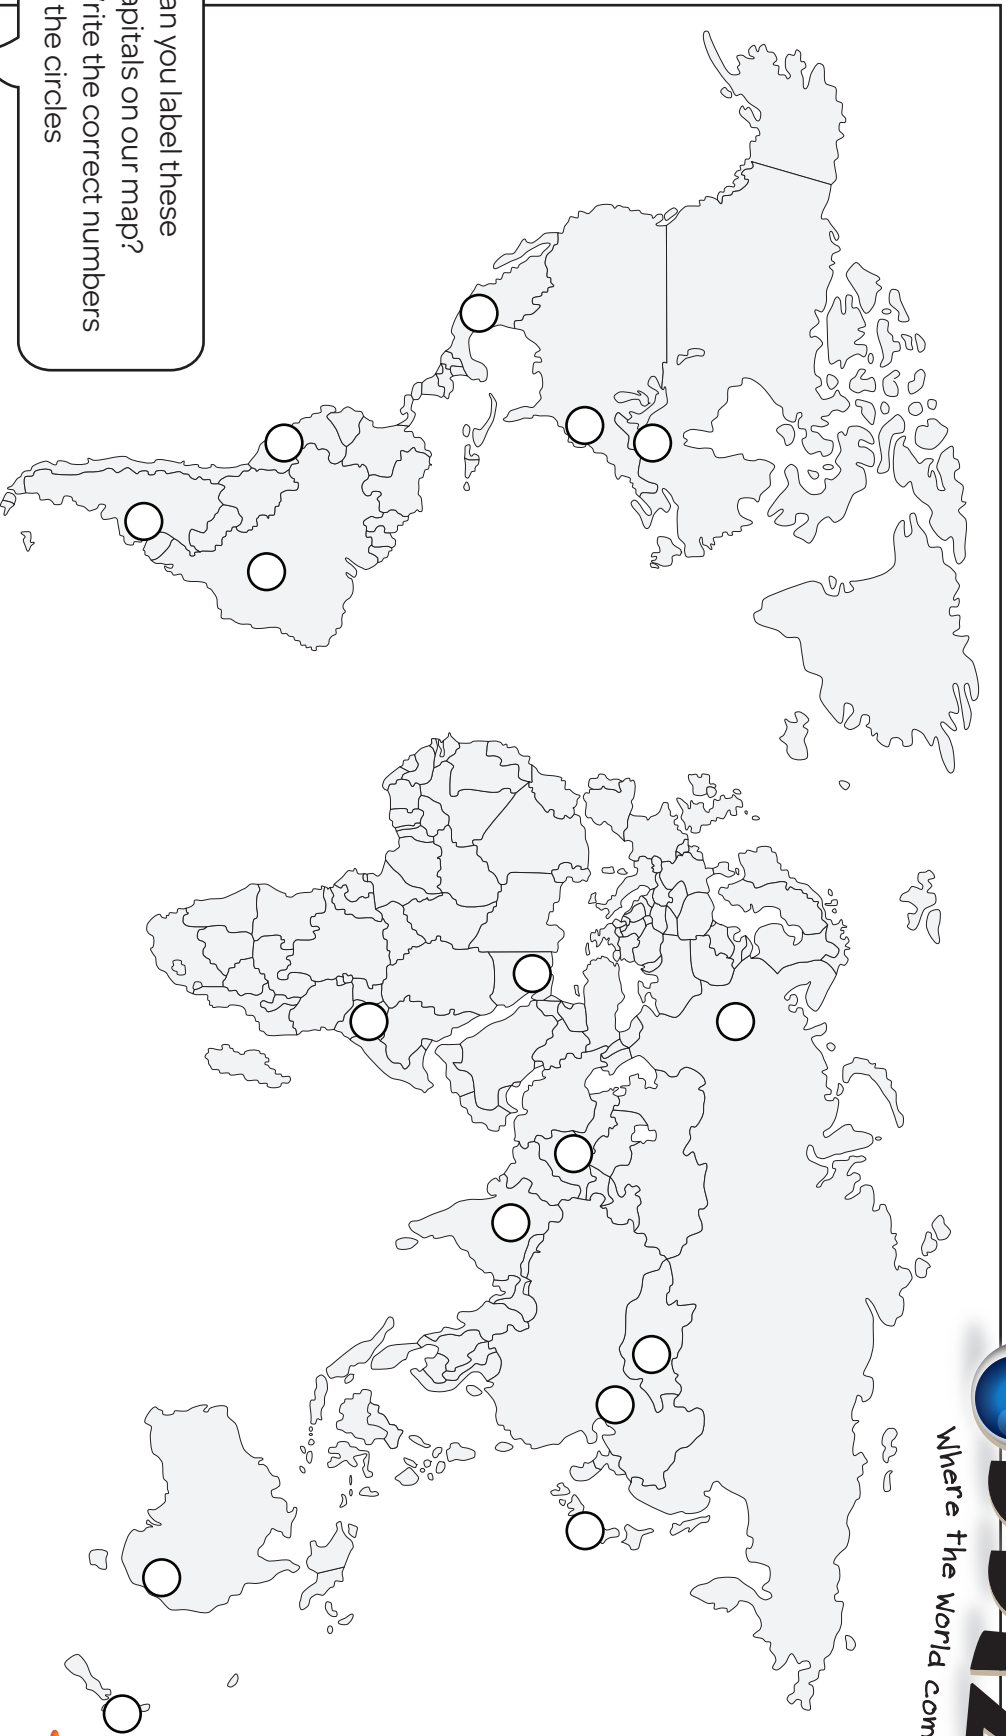 Where the World com
an you label these
apitals on our map?
rite the correct numbers
the circles